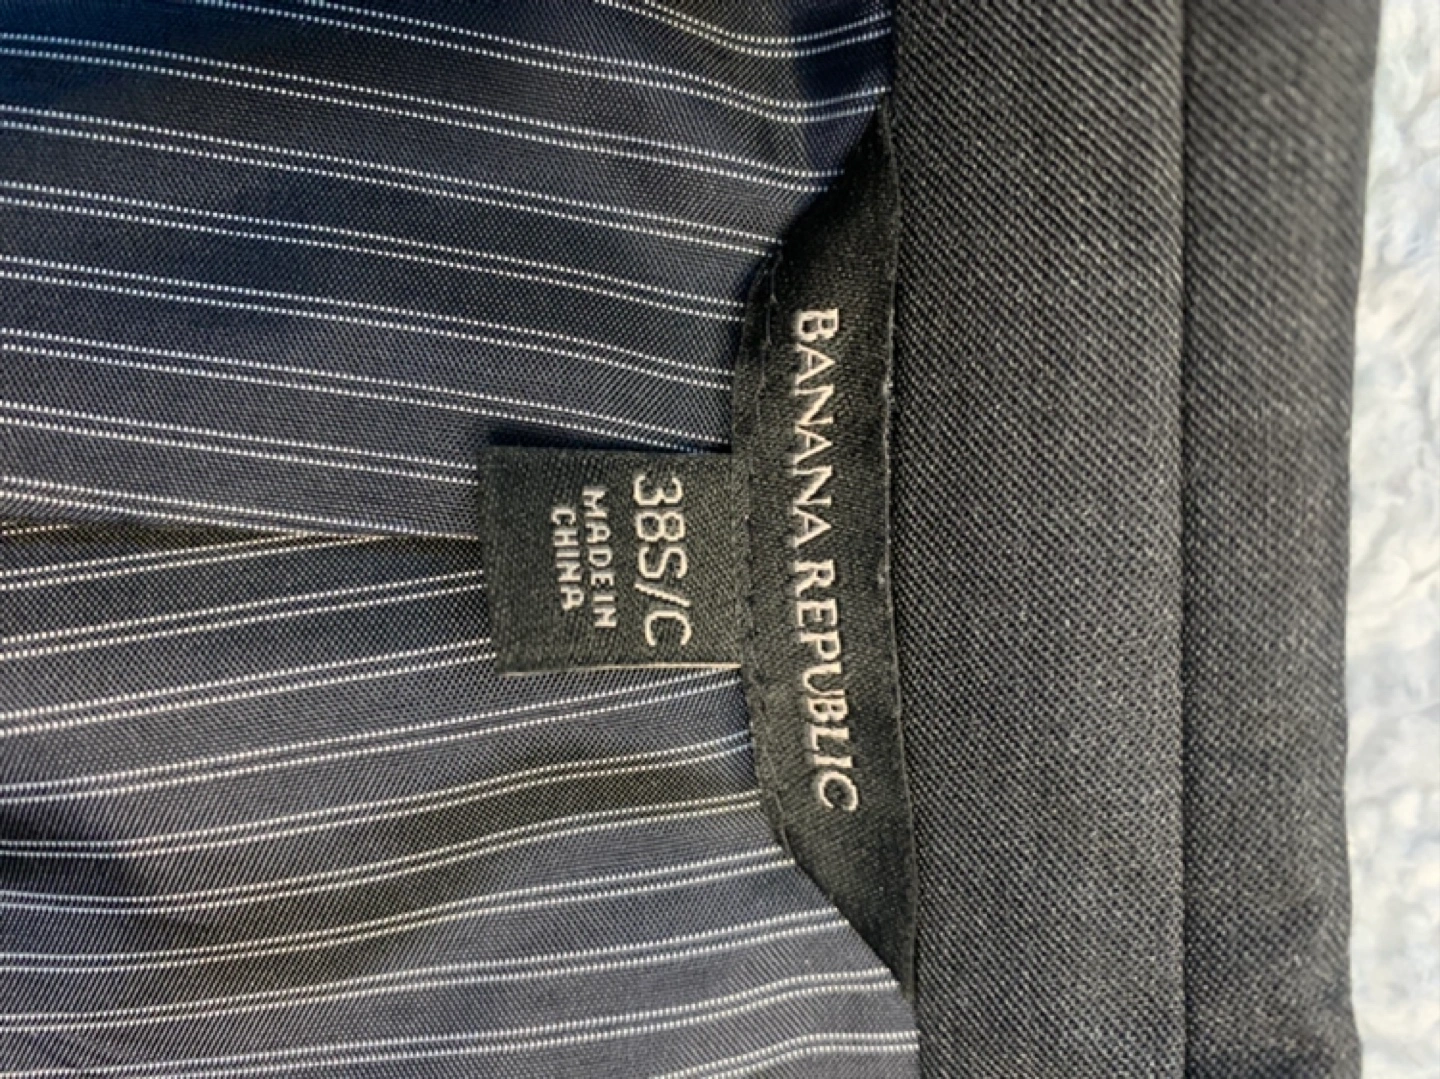 BANANA REPUBLIC
38S/C
MADE IN
CHINA